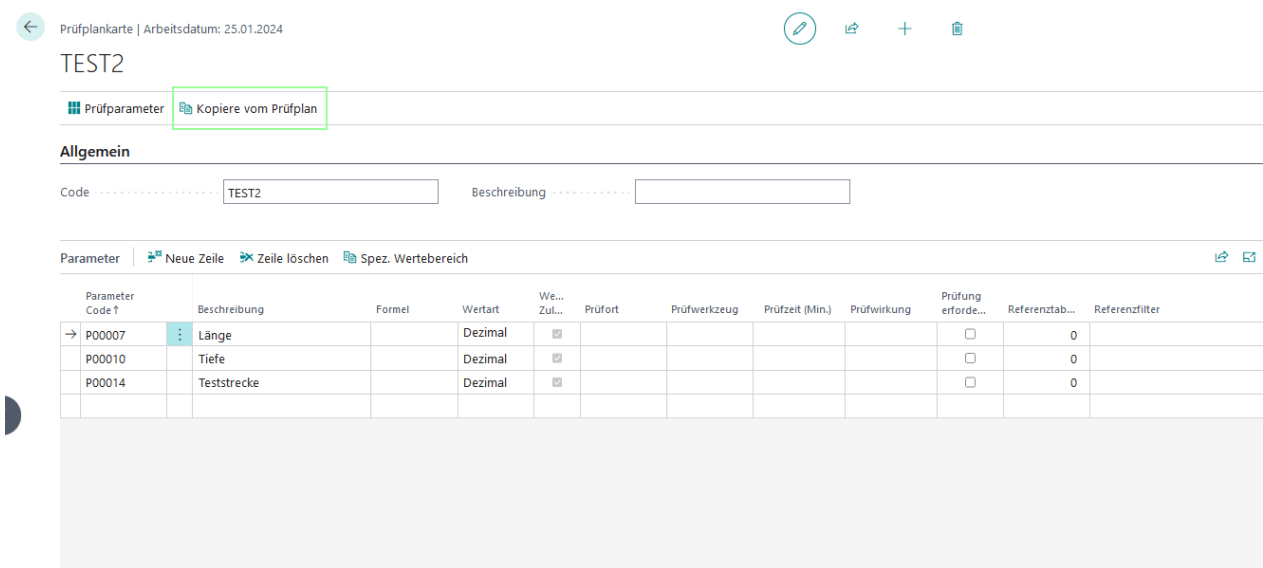 Prüfplankarte | Arbeitsdatum: 25.01.2024
TEST2
Prüfparameter Kopiere vom Prüfplan
Allgemein
Code TEST2 Beschreibung
Parameter Neue Zeile Zeile löschen Spez. Wertebereich
Parameter Code↑ Beschreibung Formel Wertart We... Zul... Prüfort Prüfwerkzeug Prüfzeit (Min.) Prüfwirkung Prüfung erforde... Referenztab... Referenzfilter
→ P00007 Länge Dezimal 0
P00010 Tiefe Dezimal 0
P00014 Teststrecke Dezimal 0